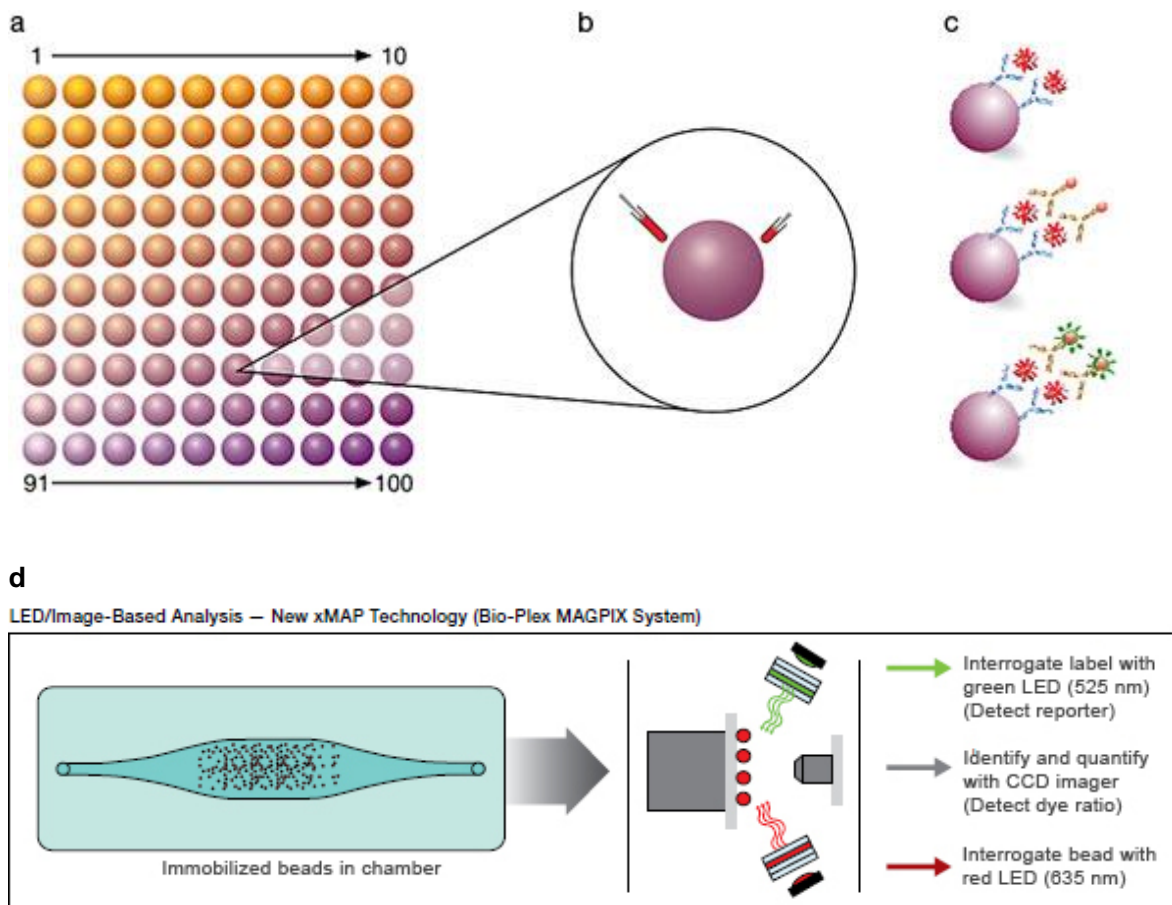 a
b
c
1
10
91
100
d
LED/Image-Based Analysis — New xMAP Technology (Bio-Plex MAGPIX System)
Immobilized beads in chamber
Interrogate label with
green LED (525 nm)
(Detect reporter)
Identify and quantify
with CCD imager
(Detect dye ratio)
Interrogate bead with
red LED (635 nm)